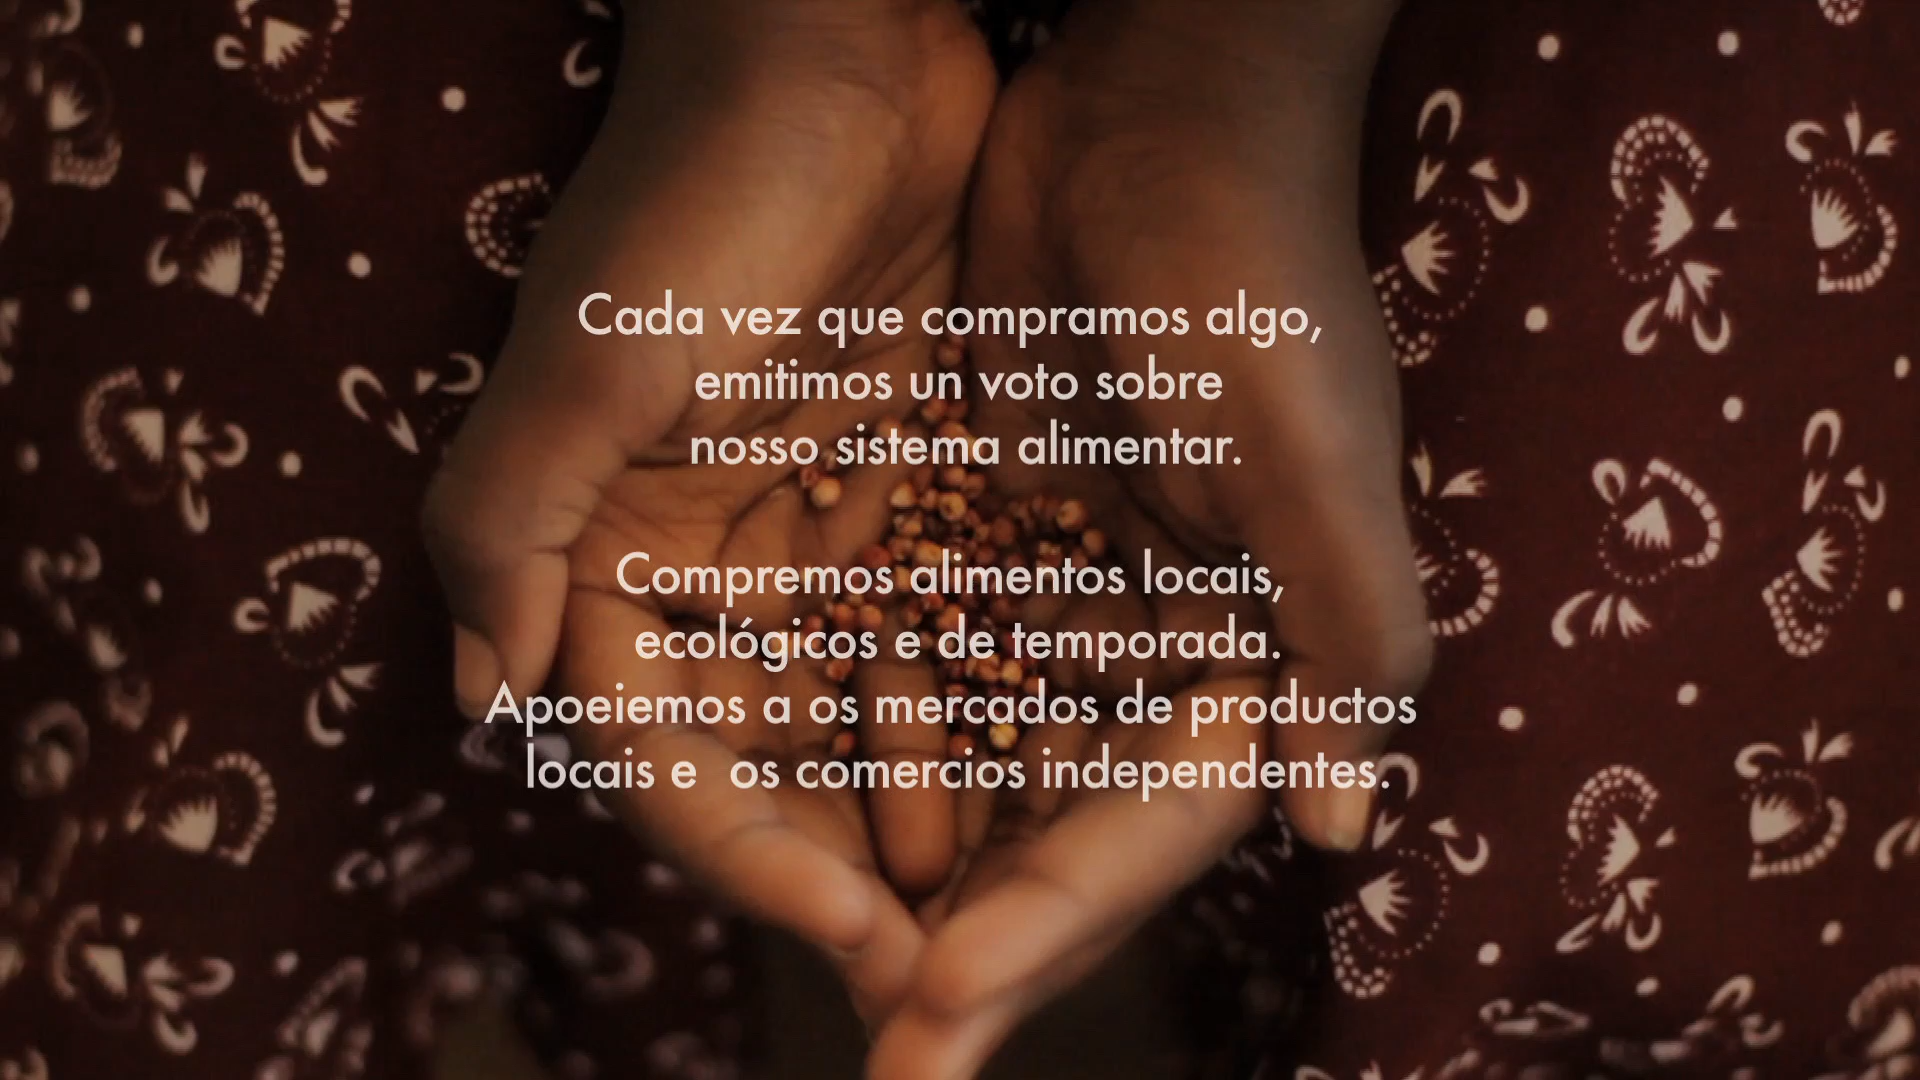 Cada vez que compramos algo,
emitimos un voto sobre
nosso sistema alimentar.
Compremos alimentos locais,
ecológicos e de temporada.
Apoeiemos a os mercados de productos
locais e os comercios independentes.